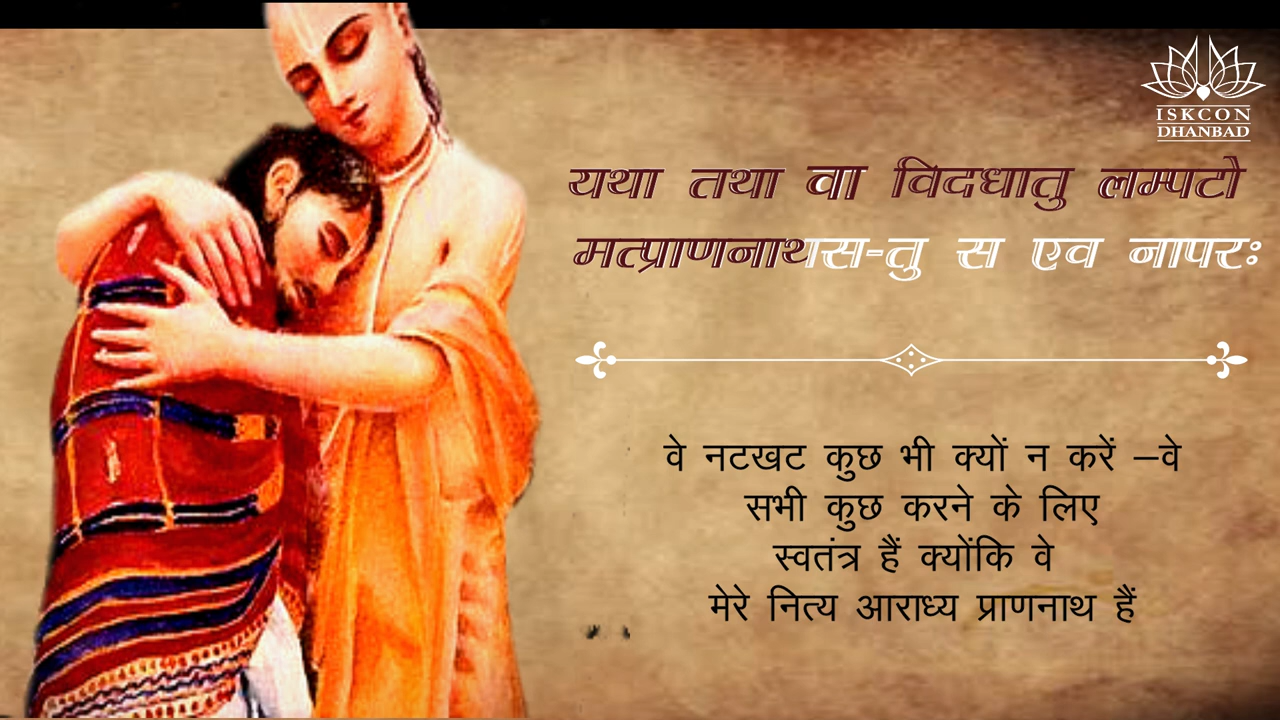 ISKCON
DHANBAD
यथा तथा वा विदधातु लम्पटो
मत्प्राणनाथस-तु स एव नापरः
वे नटखट कुछ भी क्यों न करें –वे
सभी कुछ करने के लिए
स्वतंत्र हैं क्योंकि वे
मेरे नित्य आराध्य प्राणनाथ हैं